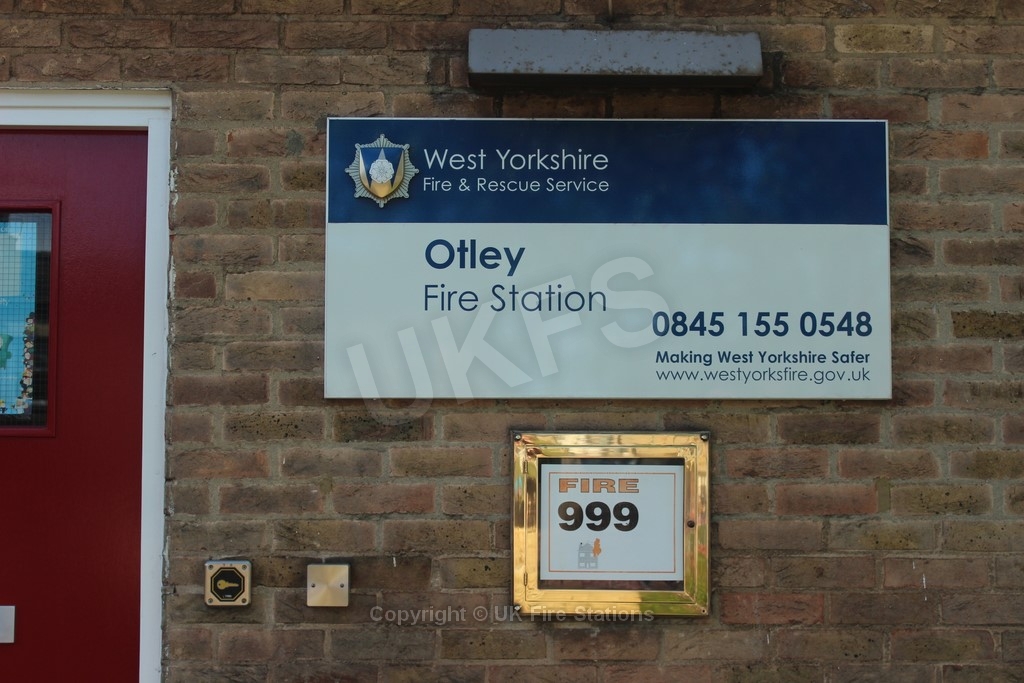 West Yorkshire
Fire & Rescue Service
Otley
Fire Station
0845 155 0548
Making West Yorkshire Safer
www.westyorksfire.gov.uk
UKFS
FIRE
999
Copyright © UK Fire Stations